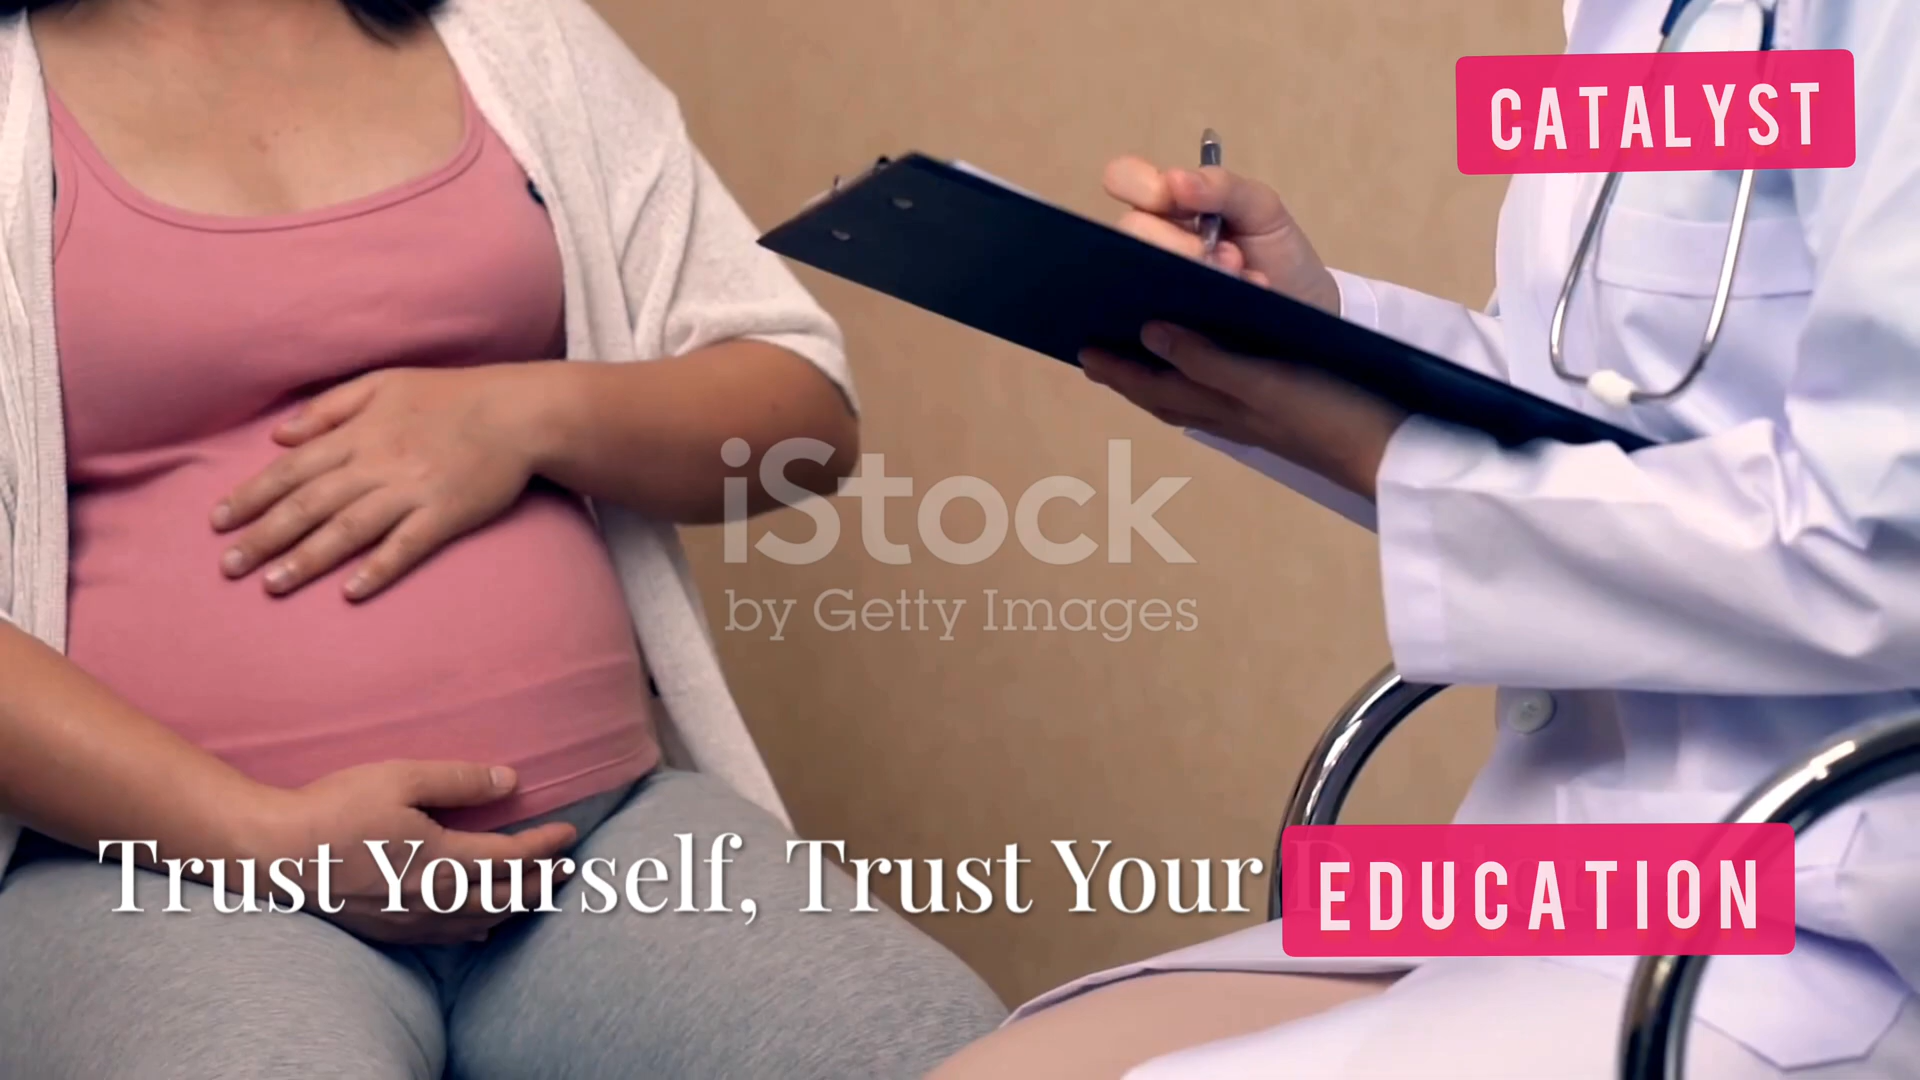 CATALYST
iStock
by Getty Images
Trust Yourself, Trust Your
EDUCATION